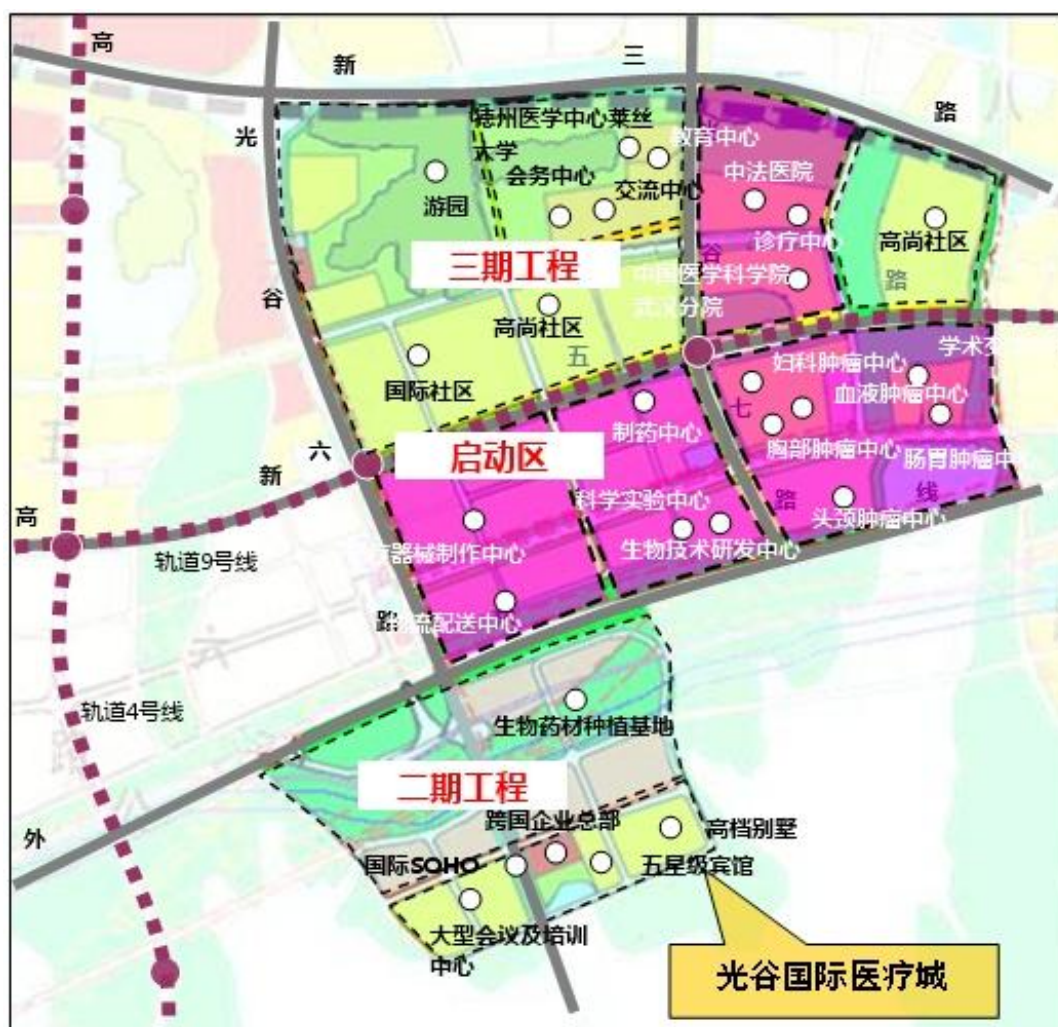 高
新
三
路
光
谷
六
路
德州医学中心莱丝
大学
会务中心
教育中心
交流中心
中法医院
游园
诊疗中心
高尚社区
三期工程
谷
中国医学科学院
武汉分院
路
高尚社区
五
国际社区
学术交
妇科肿瘤中心
血液肿瘤中心
七
制药中心
胸部肿瘤中心
肠胃肿瘤中
启动区
新
高
科学实验中心
路
线
头颈肿瘤中心
生物技术研发中心
器械制作中心
轨道9号线
物流配送中心
轨道4号线
生物药材种植基地
二期工程
跨国企业总部
高档别墅
外
国际SOHO
五星级宾馆
大型会议及培训
中心
光谷国际医疗城